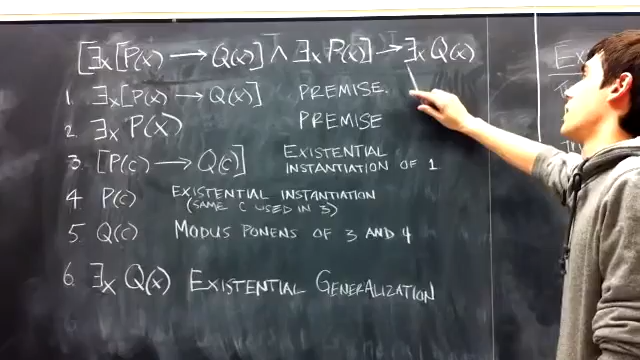 [∃x [P(x) → Q(x)] ∧ ∃x P(x)] → ∃x Q(x)
1. ∃x [P(x) → Q(x)] PREMISE.
2. ∃x P(x) PREMISE
3. [P(c) → Q(c)] EXISTENTIAL
INSTANTIATION OF 1
4 P(c) EXISTENTIAL INSTANTIATION
(SAME C USED IN 3)
5. Q(c) MODUS PONENS OF 3 AND 4
6. ∃x Q(x) EXISTENTIAL GENERALIZATION